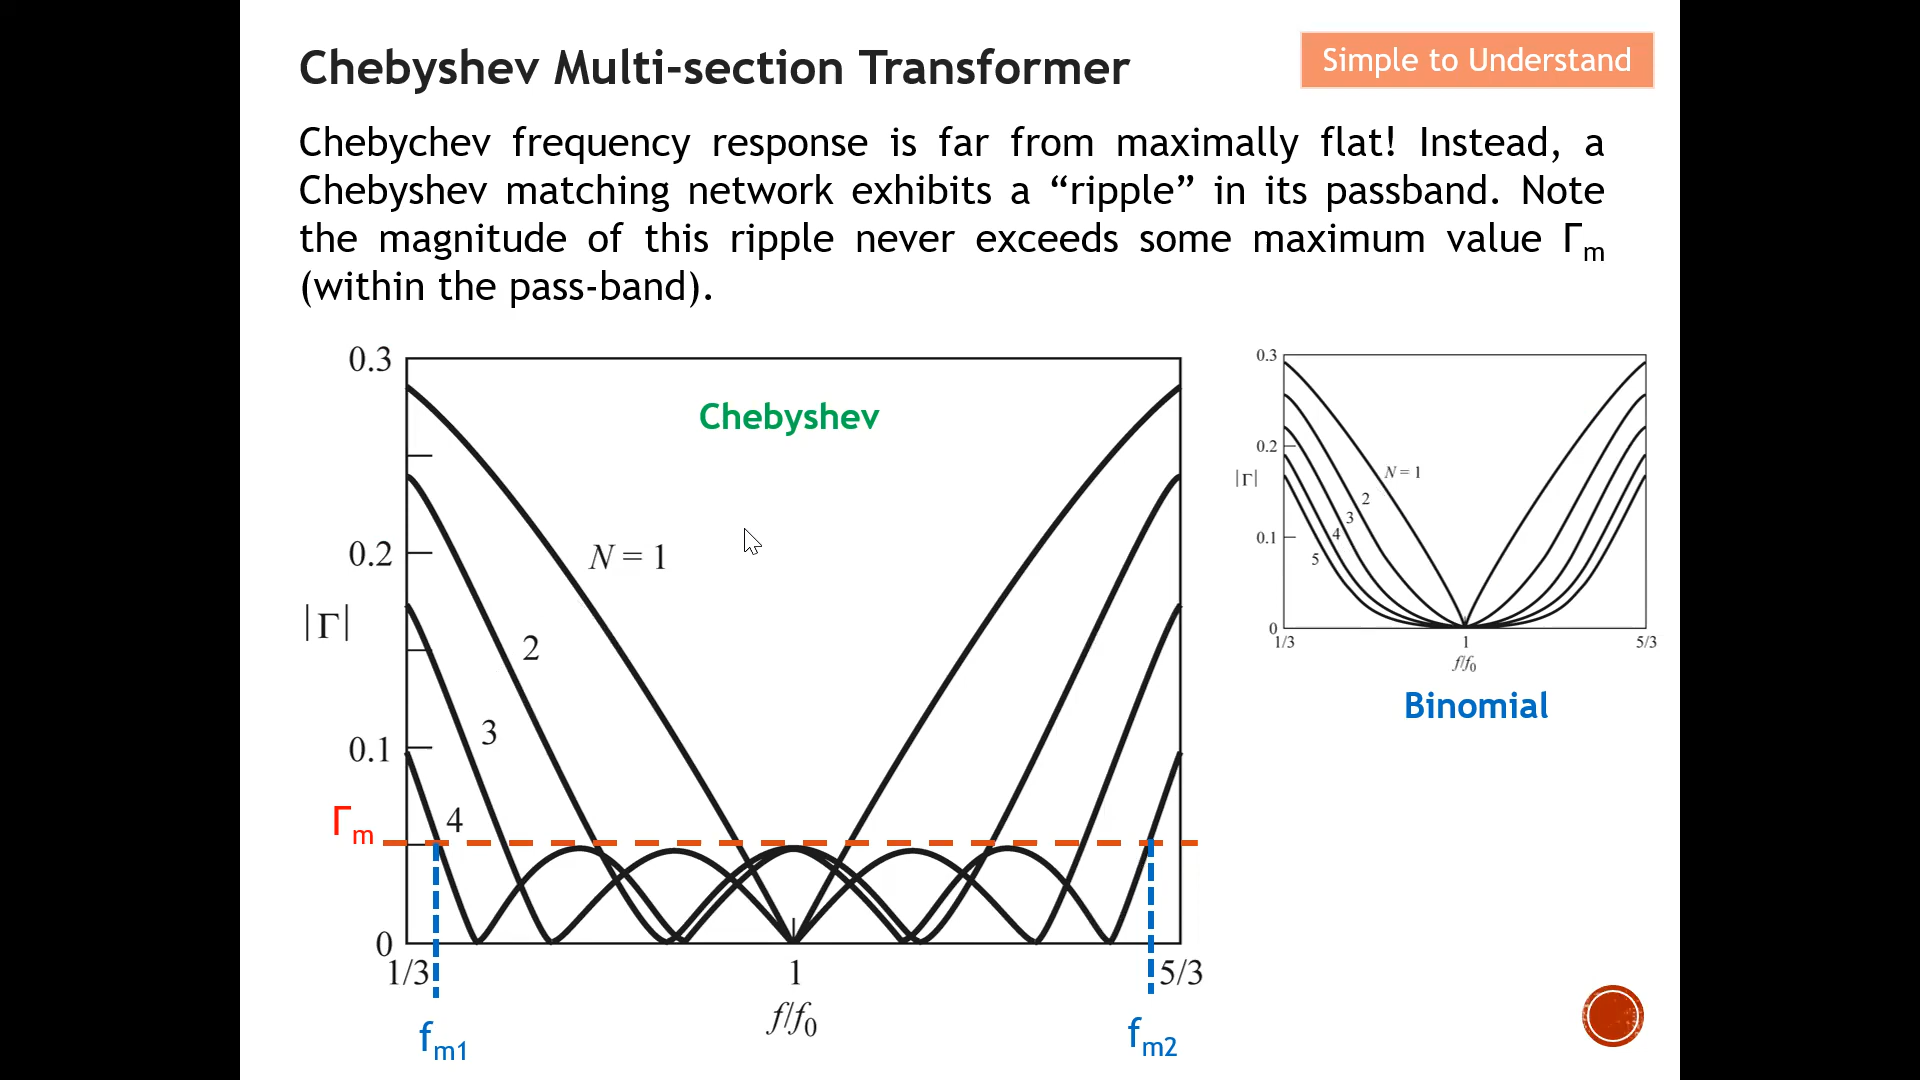 Chebyshev Multi-section Transformer
Simple to Understand
Chebychev frequency response is far from maximally flat! Instead, a
Chebyshev matching network exhibits a “ripple” in its passband. Note
the magnitude of this ripple never exceeds some maximum value Γm
(within the pass-band).
0.3
Chebyshev
0.2
N = 1
|Γ|
2
3
0.1
Γm
4
0
1/3
1
5/3
f/f0
fm1
fm2
0.3
0.2
N = 1
|Γ|
2
3
4
0.1
5
0
1/3
1
5/3
f/f0
Binomial